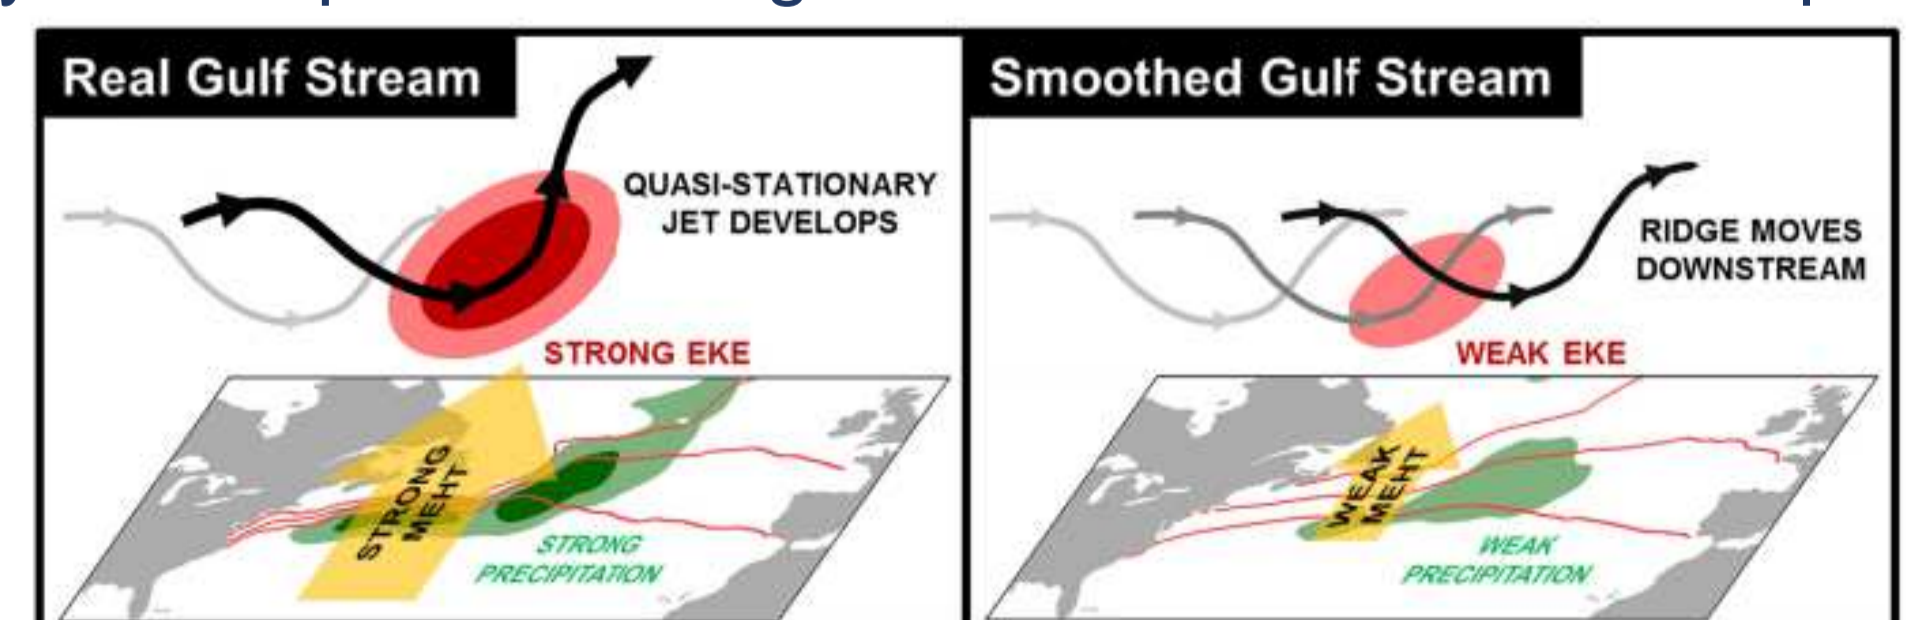 Real Gulf Stream
QUASI-STATIONARY
JET DEVELOPS
STRONG EKE
STRONG
MEHT
STRONG
PRECIPITATION
Smoothed Gulf Stream
RIDGE MOVES
DOWNSTREAM
WEAK EKE
WEAK
MEHT
WEAK
PRECIPITATION